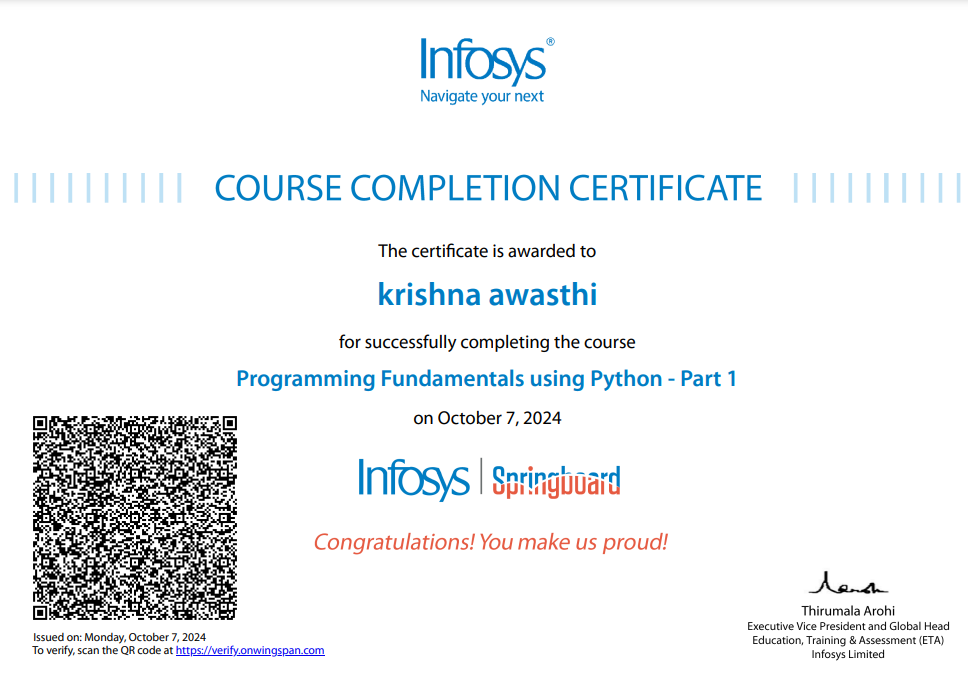 Infosys®
Navigate your next
COURSE COMPLETION CERTIFICATE
The certificate is awarded to
krishna awasthi
for successfully completing the course
Programming Fundamentals using Python - Part 1
on October 7, 2024
Infosys | Springboard
Congratulations! You make us proud!
Issued on: Monday, October 7, 2024
To verify, scan the QR code at https://verify.onwingspan.com
Thirumala Arohi
Executive Vice President and Global Head
Education, Training & Assessment (ETA)
Infosys Limited